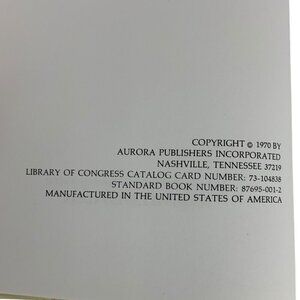 COPYRIGHT © 1970 BY
AURORA PUBLISHERS INCORPORATED
NASHVILLE, TENNESSEE 37219
LIBRARY OF CONGRESS CATALOG CARD NUMBER: 73-104838
STANDARD BOOK NUMBER: 87695-001-2
MANUFACTURED IN THE UNITED STATES OF AMERICA